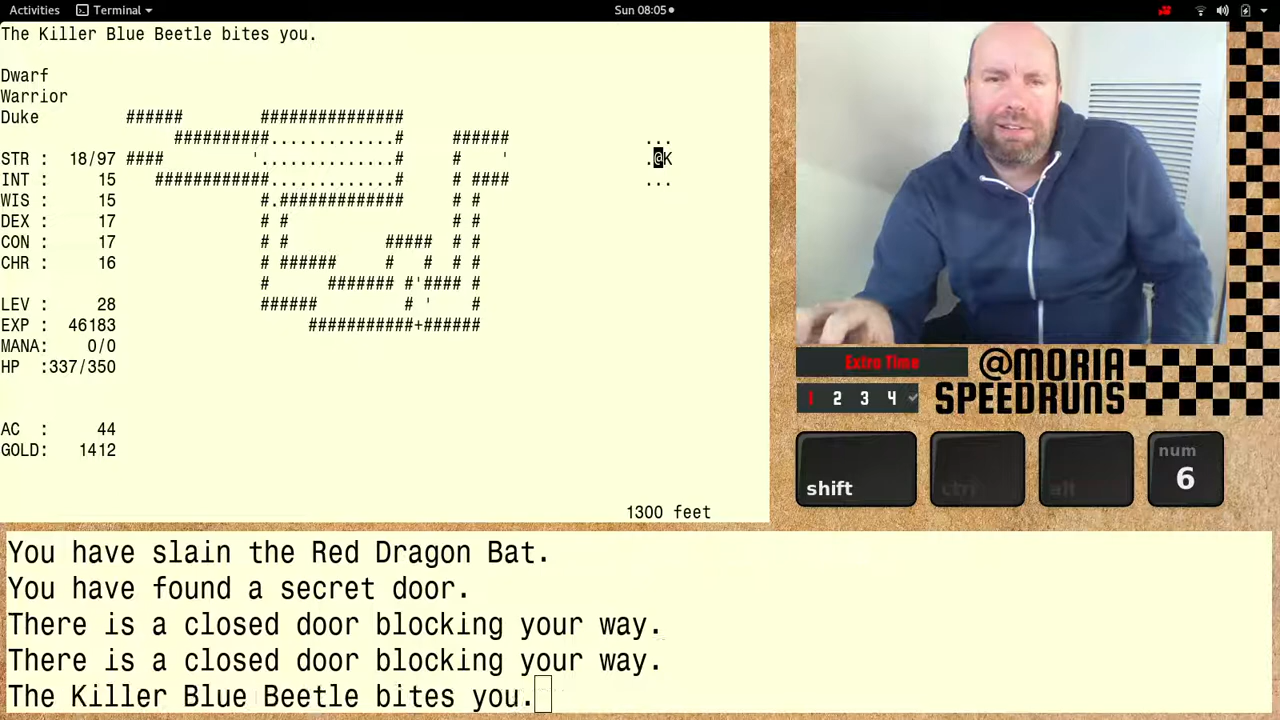 Activities Terminal Sun 08:05
The Killer Blue Beetle bites you.
Dwarf
Warrior
Duke ###### ###############
##########.............# ###### ...
STR : 18/97 #### '.............# # ' .@K
INT : 15 ############.............# # #### ...
WIS : 15 #.############# # #
DEX : 17 # # # #
CON : 17 # # ##### # #
CHR : 16 # ###### # # # #
# ####### #'#### #
LEV : 28 ###### # ' #
EXP : 46183 ###########+######
MANA: 0/0
HP :337/350
AC : 44
GOLD: 1412
1300 feet
Extra Time
1 2 3 4
@MORIA
SPEEDRUNS
shift ctrl alt num 6
You have slain the Red Dragon Bat.
You have found a secret door.
There is a closed door blocking your way.
There is a closed door blocking your way.
The Killer Blue Beetle bites you.